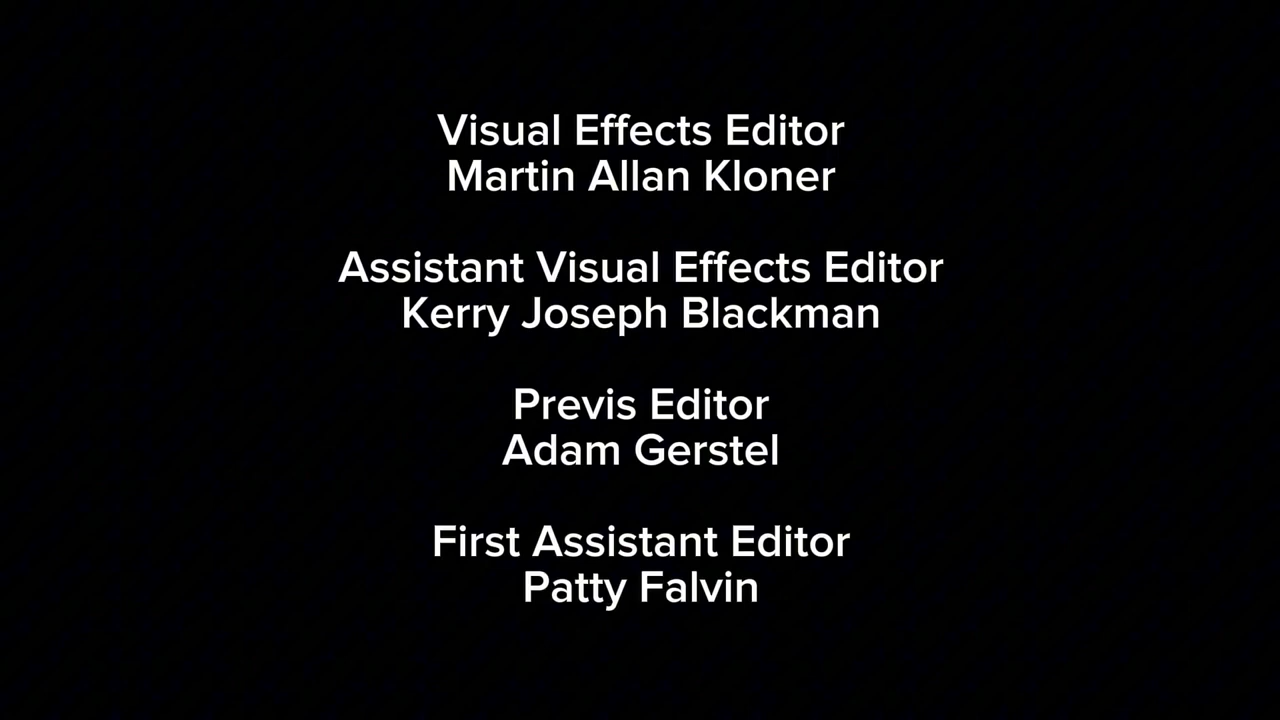 Visual Effects Editor
Martin Allan Kloner
Assistant Visual Effects Editor
Kerry Joseph Blackman
Previs Editor
Adam Gerstel
First Assistant Editor
Patty Falvin